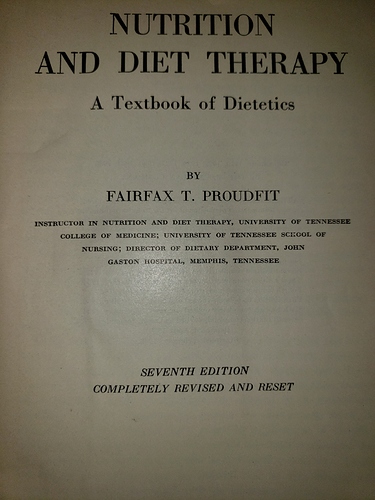 NUTRITION
AND DIET THERAPY
A Textbook of Dietetics
BY
FAIRFAX T. PROUDFIT
INSTRUCTOR IN NUTRITION AND DIET THERAPY, UNIVERSITY OF TENNESSEE
COLLEGE OF MEDICINE; UNIVERSITY OF TENNESSEE SCHOOL OF
NURSING; DIRECTOR OF DIETARY DEPARTMENT, JOHN
GASTON HOSPITAL, MEMPHIS, TENNESSEE
SEVENTH EDITION
COMPLETELY REVISED AND RESET